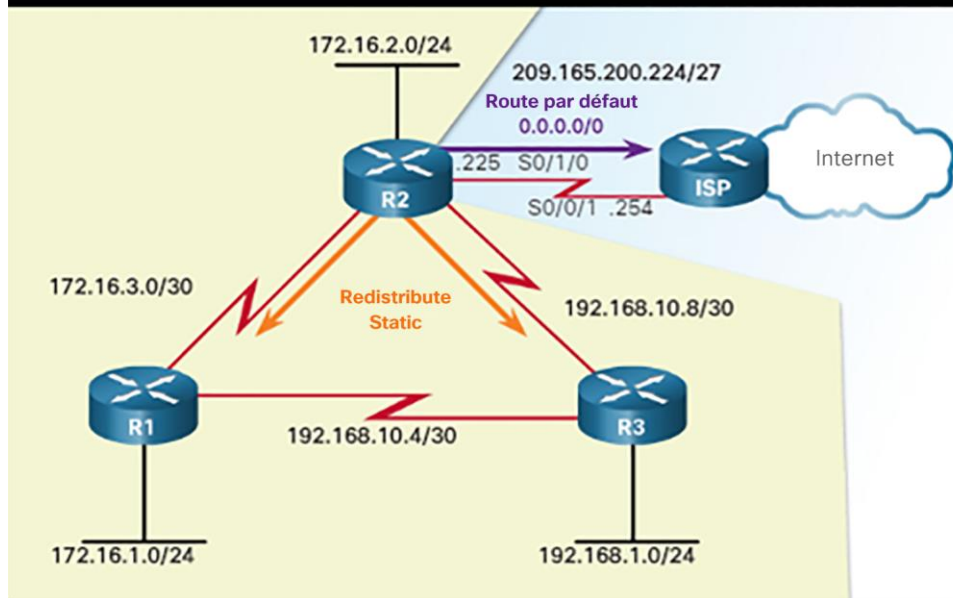 172.16.2.0/24
209.165.200.224/27
Route par défaut
0.0.0.0/0
.225 S0/1/0
ISP
Internet
R2
S0/0/1 .254
172.16.3.0/30
Redistribute
Static
192.168.10.8/30
R1
R3
192.168.10.4/30
172.16.1.0/24
192.168.1.0/24